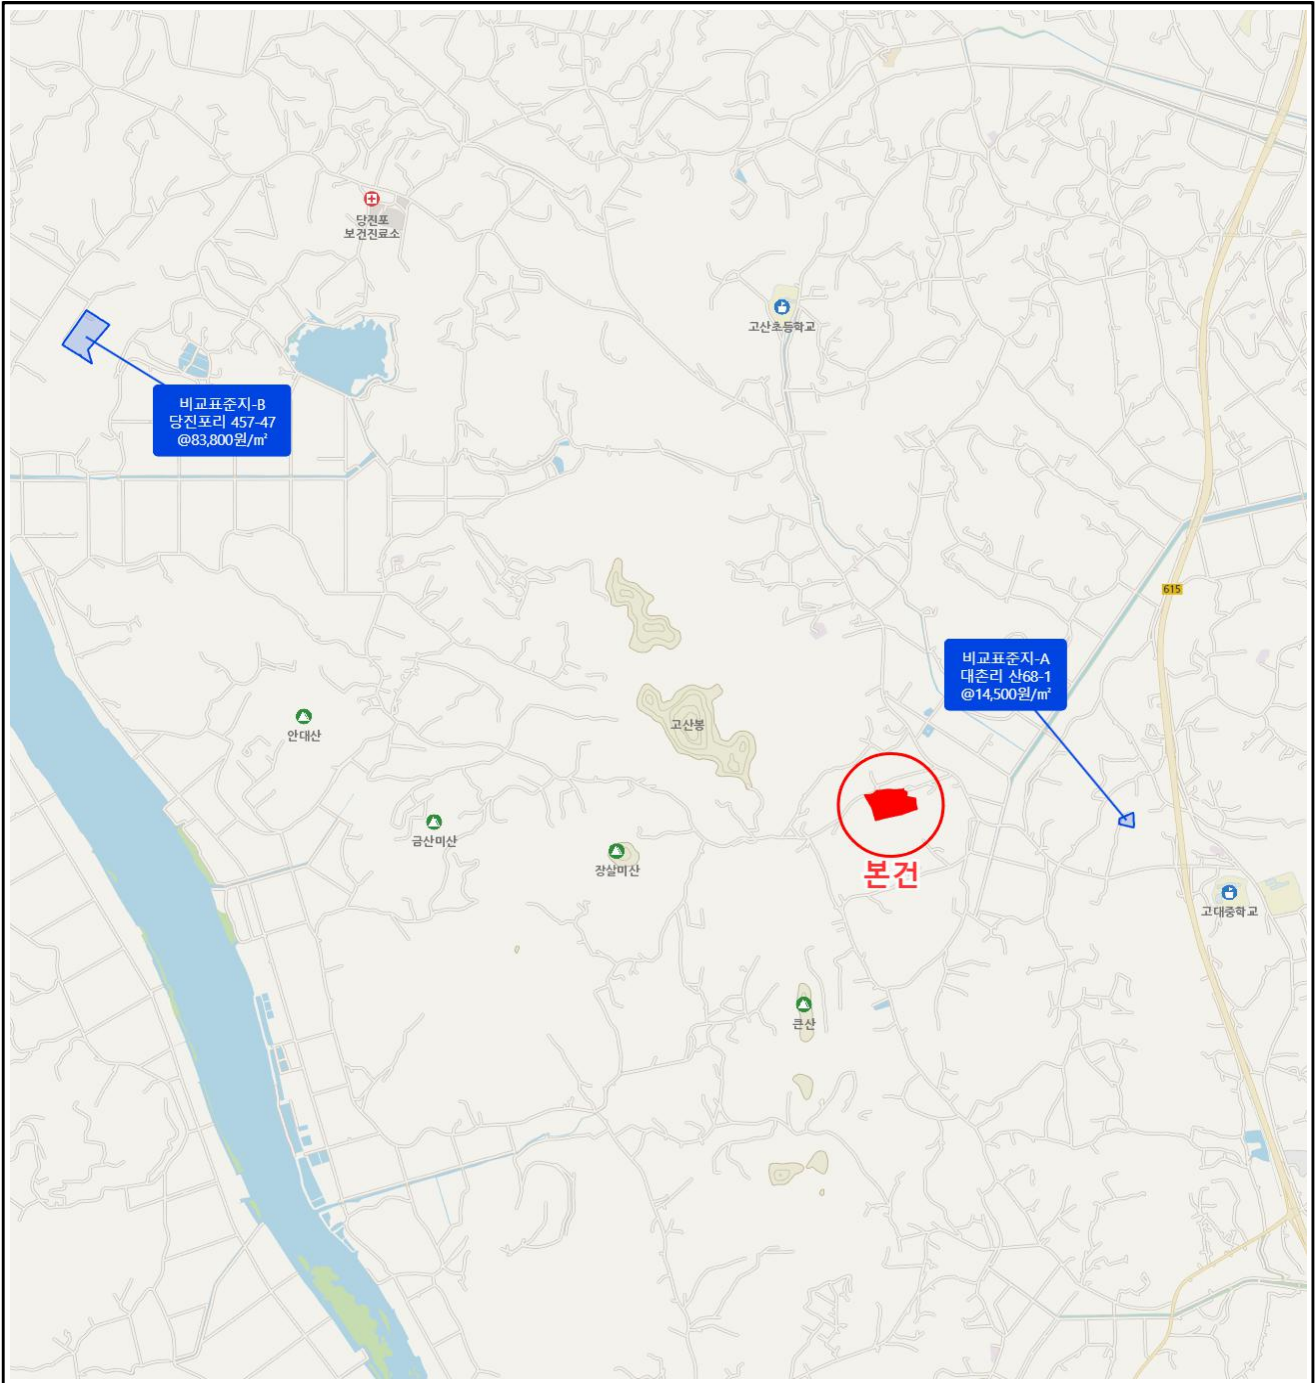 당진포
보건진료소
고산초등학교
비교표준지-B
당진포리 457-47
@83,800원/㎡
615
비교표준지-A
대촌리 산68-1
@14,500원/㎡
고산봉
안대산
금산미산
장살미산
본건
고대중학교
큰산